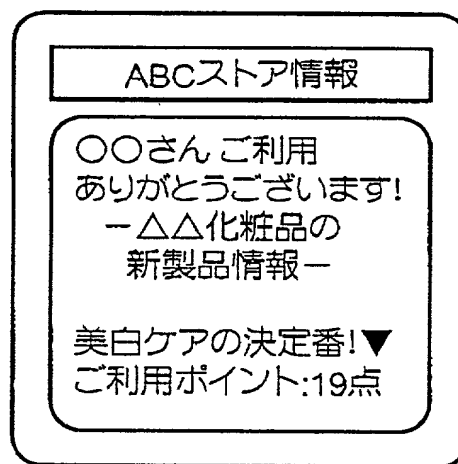 ABCストア情報
○○さん ご利用
ありがとうございます!
－△△化粧品の
新製品情報－
美白ケアの決定番!▼
ご利用ポイント:19点